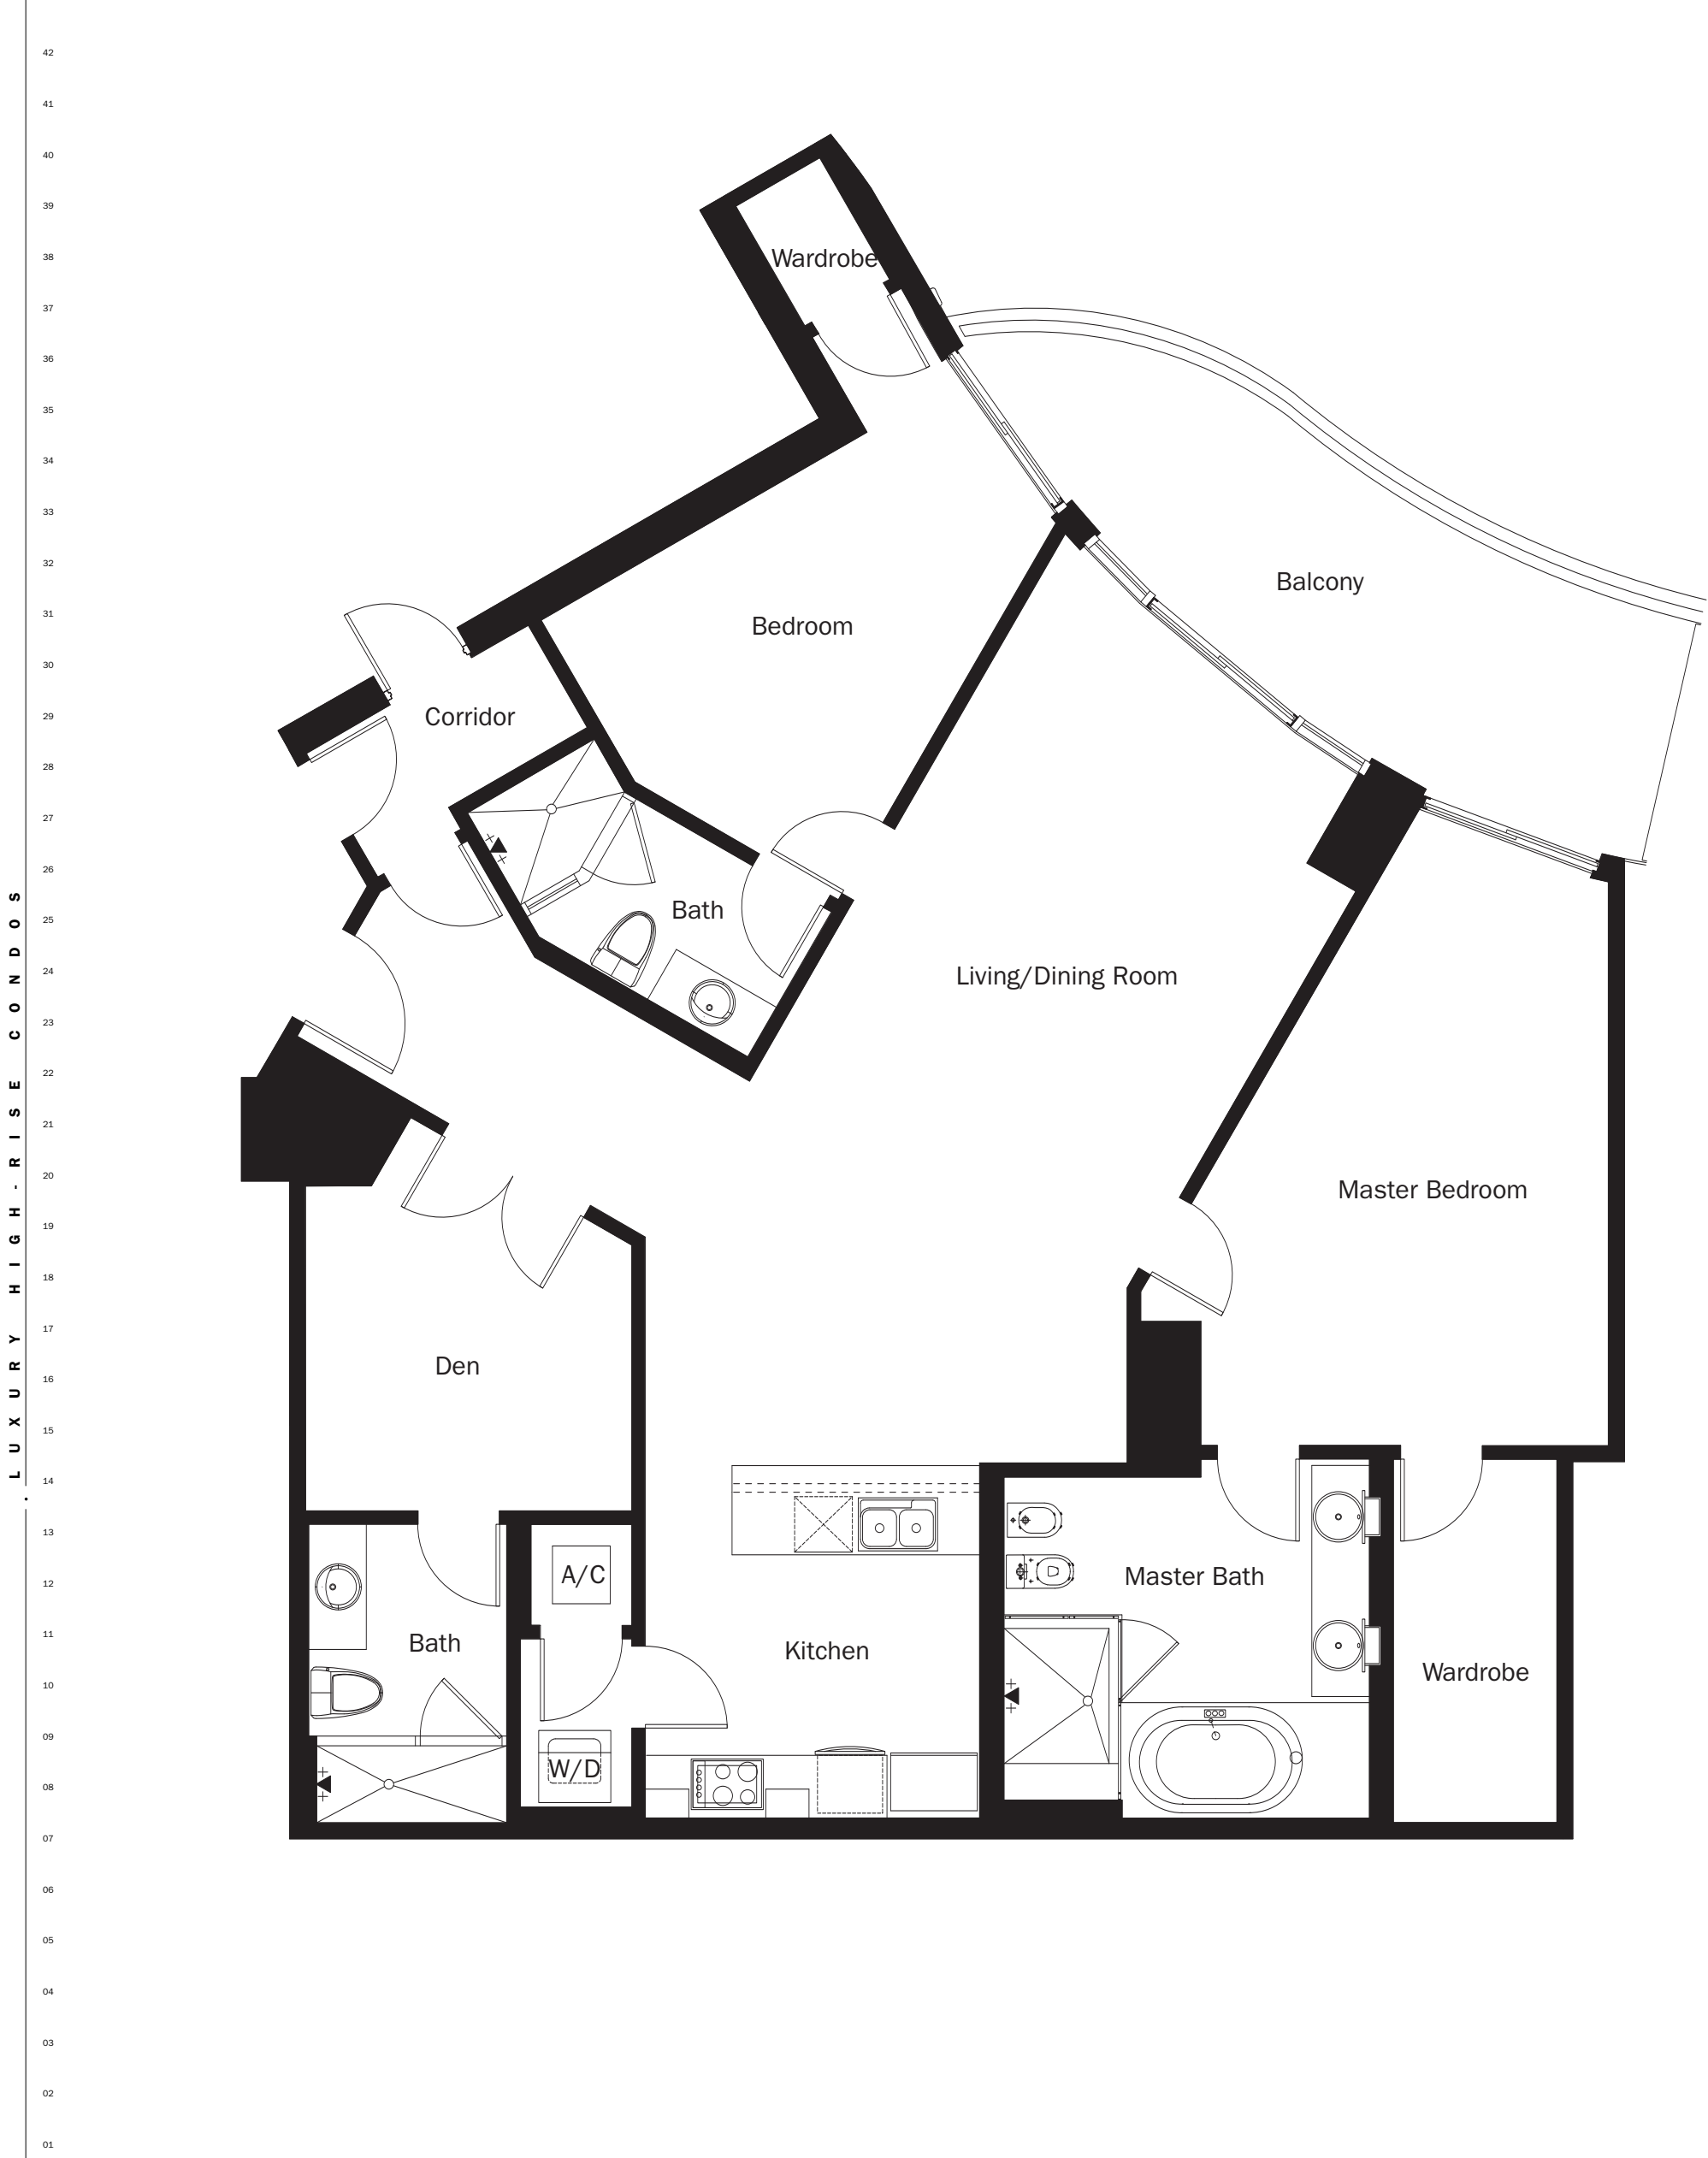 LUXURY HIGH-RISE CONDOS
42
41
40
39
38
37
36
35
34
33
32
31
30
29
28
27
26
25
24
23
22
21
20
19
18
17
16
15
14
13
12
11
10
09
08
07
06
05
04
03
02
01
Wardrobe
Balcony
Bedroom
Corridor
Bath
Living/Dining Room
Master Bedroom
Den
A/C
Master Bath
Bath
Kitchen
Wardrobe
W/D